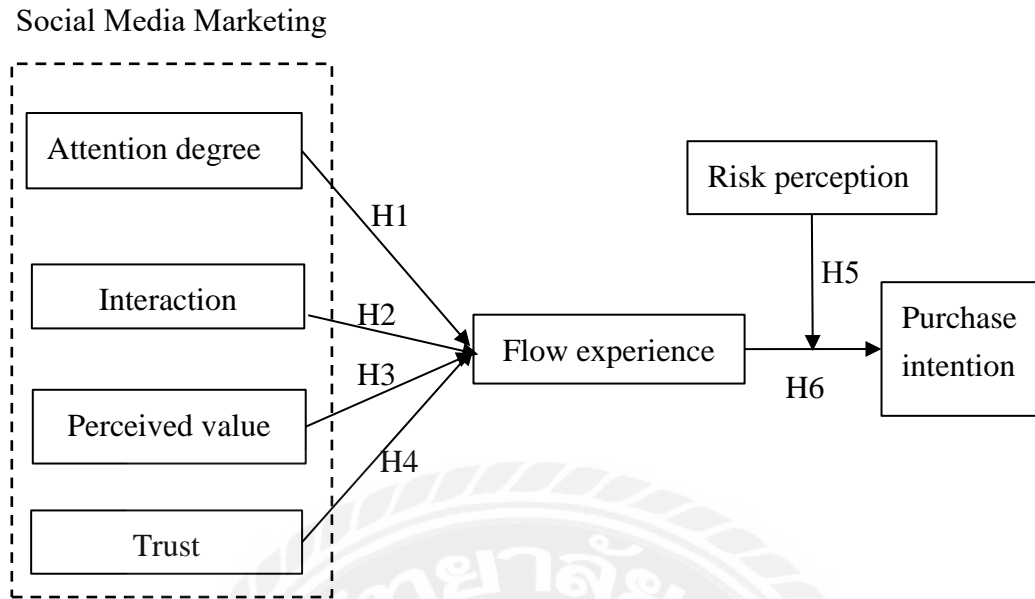 Social Media Marketing
Attention degree
H1
Risk perception
H5
Interaction
H2
Flow experience
Purchase
intention
H3
H6
Perceived value
H4
Trust